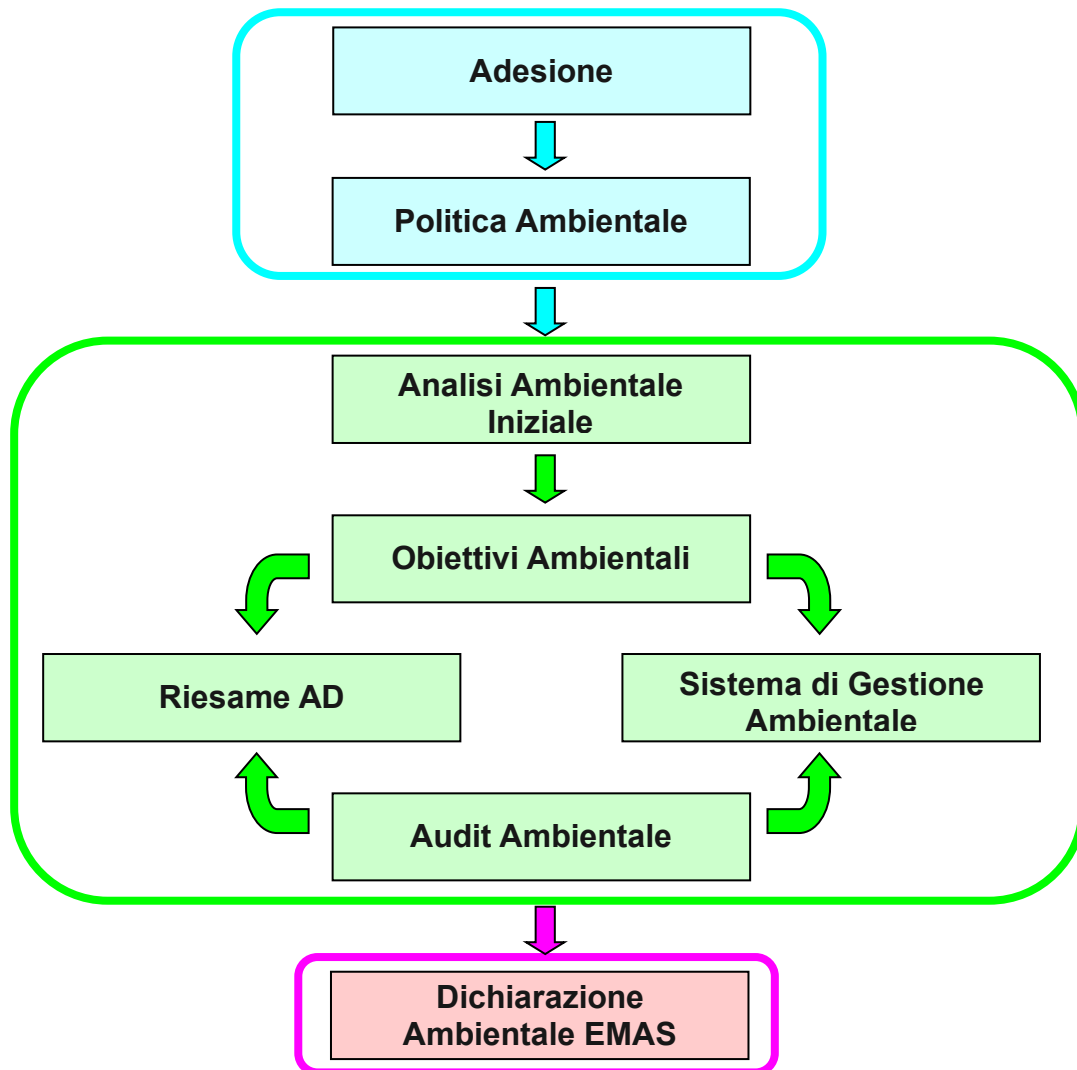 Adesione
Politica Ambientale
Analisi Ambientale
Iniziale
Obiettivi Ambientali
Riesame AD
Sistema di Gestione
Ambientale
Audit Ambientale
Dichiarazione
Ambientale EMAS